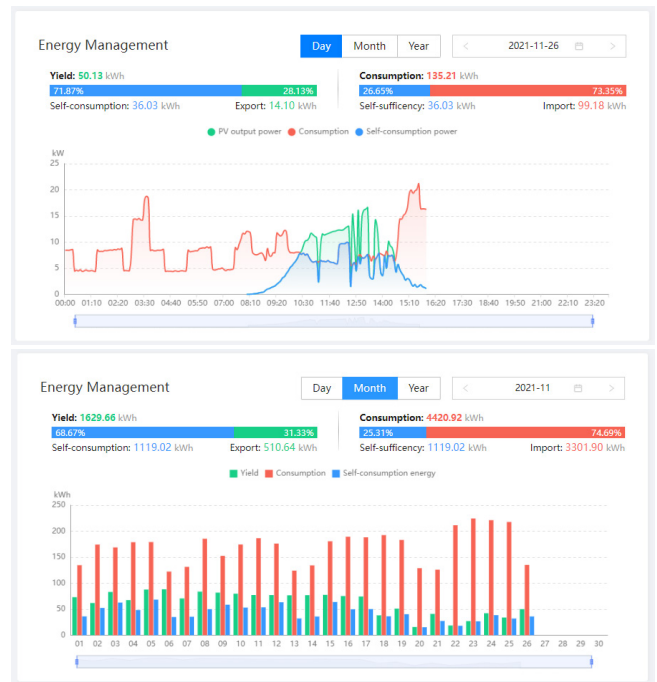 Energy Management Day Month Year < 2021-11-26 >
Yield: 50.13 kWh Consumption: 135.21 kWh
71.87% 28.13% 26.65% 73.35%
Self-consumption: 36.03 kWh Export: 14.10 kWh Self-sufficency: 36.03 kWh Import: 99.18 kWh
PV output power Consumption Self-consumption power
kW
25
20
15
10
5
0
00:00 01:10 02:20 03:30 04:40 05:50 07:00 08:10 09:20 10:30 11:40 12:50 14:00 15:10 16:20 17:30 18:40 19:50 21:00 22:10 23:20
Energy Management Day Month Year < 2021-11 >
Yield: 1629.66 kWh Consumption: 4420.92 kWh
68.67% 31.33% 25.31% 74.69%
Self-consumption: 1119.02 kWh Export: 510.64 kWh Self-sufficency: 1119.02 kWh Import: 3301.90 kWh
Yield Consumption Self-consumption energy
kWh
250
200
150
100
50
0
01 02 03 04 05 06 07 08 09 10 11 12 13 14 15 16 17 18 19 20 21 22 23 24 25 26 27 28 29 30